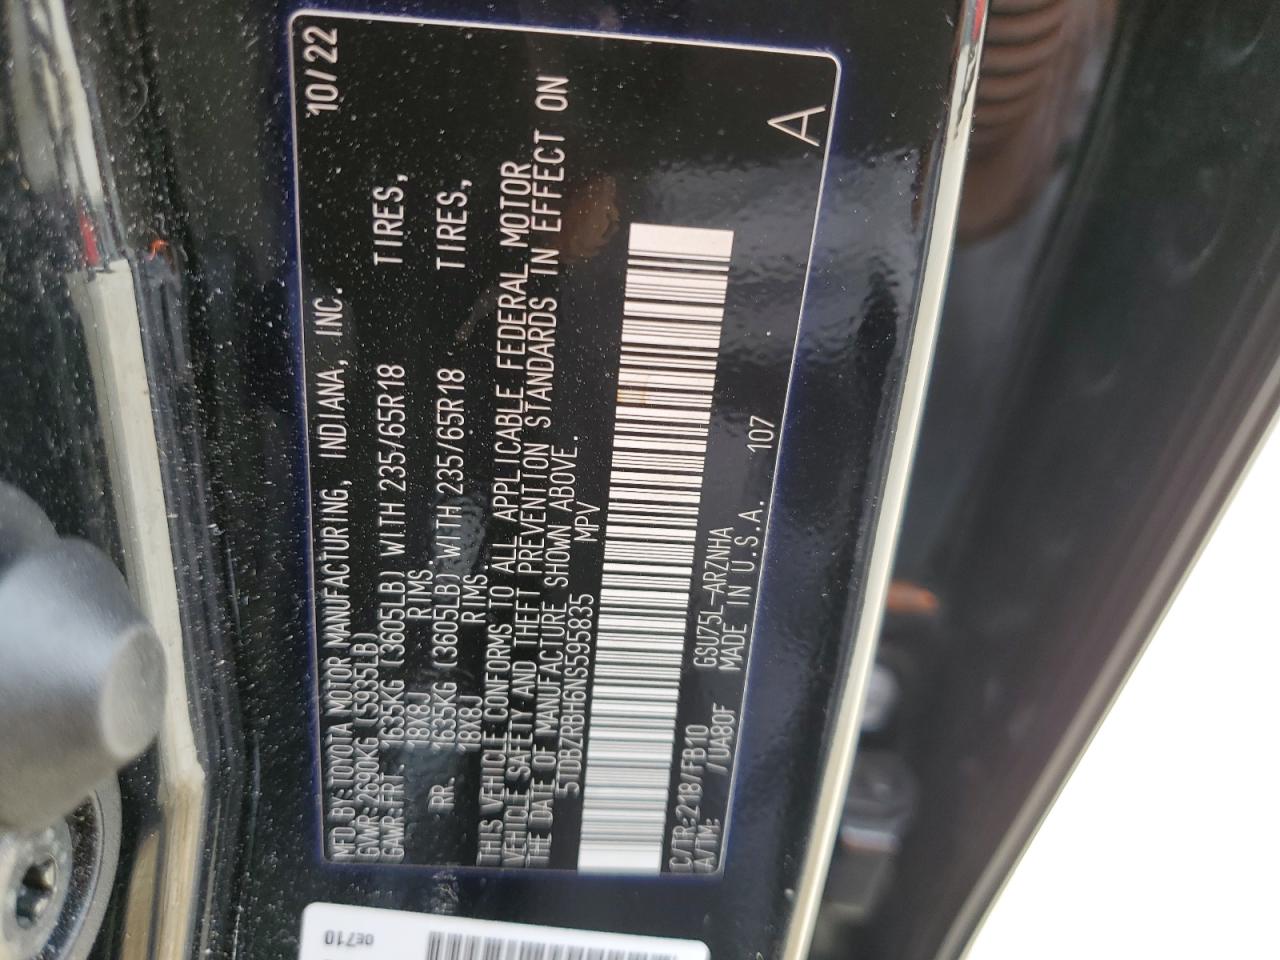 MFD.BY:TOYOTA MOTOR MANUFACTURING, INDIANA, INC. 10/22
GVWR:2690KG (5935LB)
GAWR:FRT. 1635KG (3605LB) WITH 235/65R18 TIRES,
18X8J RIMS.
RR. 1635KG (3605LB) WITH 235/65R18 TIRES,
18X8J RIMS.
THIS VEHICLE CONFORMS TO ALL APPLICABLE FEDERAL MOTOR
VEHICLE SAFETY AND THEFT PREVENTION STANDARDS IN EFFECT ON
THE DATE OF MANUFACTURE SHOWN ABOVE.
5TDBZRBH6NS595835 MPV
C/TR:218/FB10 GSU75L-ARZNHA
A/TM: /UA80F MADE IN U.S.A. 107 A
0E710